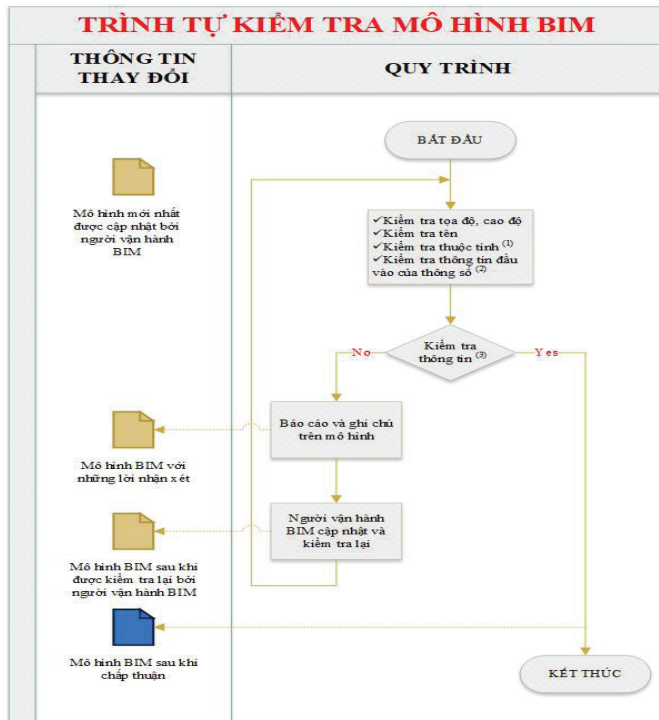 TRÌNH TỰ KIỂM TRA MÔ HÌNH BIM
THÔNG TIN
THAY ĐỔI
QUY TRÌNH
BẮT ĐẦU
Mô hình mới nhất
được cập nhật bởi
người vận hành
BIM
✓Kiểm tra tọa độ, cao độ
✓Kiểm tra tên
✓Kiểm tra thuộc tính (1)
✓Kiểm tra thông tin đầu
vào của thông số (2)
Kiểm tra
thông tin (3)
No
Yes
Báo cáo và ghi chú
trên mô hình
Mô hình BIM với
những lời nhận xét
Người vận hành
BIM cập nhật và
kiểm tra lại
Mô hình BIM sau khi
được kiểm tra lại bởi
người vận hành BIM
Mô hình BIM sau khi
chấp thuận
KẾT THÚC